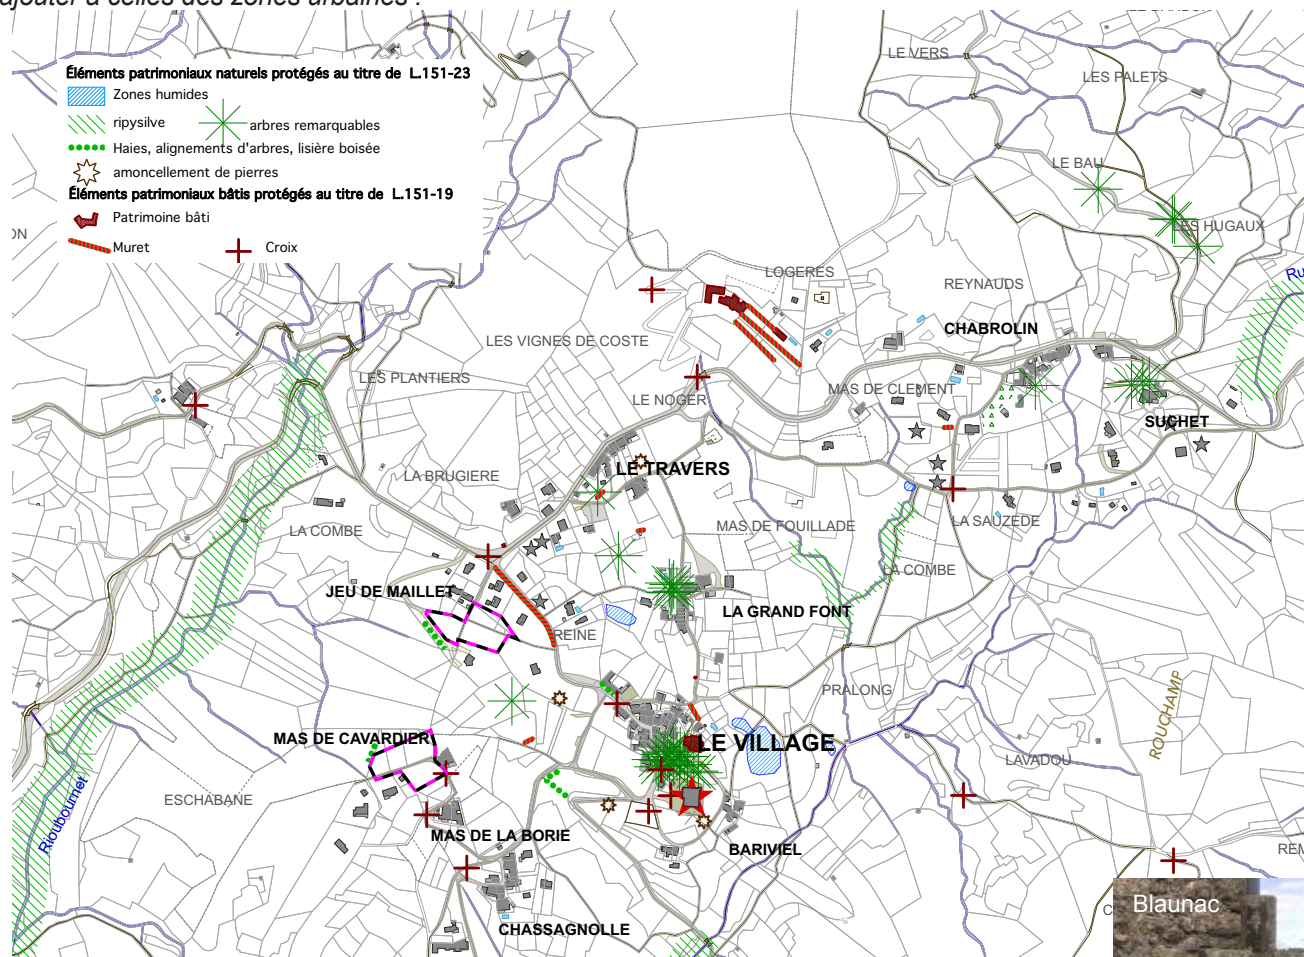 ajouter à celles des zones urbaines :
Éléments patrimoniaux naturels protégés au titre de L.151-23
Zones humides
ripysilve
arbres remarquables
Haies, alignements d'arbres, lisière boisée
amoncellement de pierres
Éléments patrimoniaux bâtis protégés au titre de L.151-19
Patrimoine bâti
Muret
Croix
LE VERS
LES PALETS
LE BAU
LES HUGAUX
ON
LOGERES
REYNAUDS
CHABROLIN
LES VIGNES DE COSTE
LES PLANTIERS
LE NOGER
MAS DE CLEMENT
SUCHET
LE TRAVERS
LA BRUGIERE
LA COMBE
MAS DE FOUILLADE
LA SAUZEDE
LA COMBE
JEU DE MAILLET
LA GRAND FONT
REINE
PRALONG
ROUCHAMP
MAS DE CAVARDIER
LE VILLAGE
LAVADOU
ESCHABANE
Rioubournet
MAS DE LA BORIE
BARIVIEL
REM
CHASSAGNOLLE
C
Blaunac
Ru